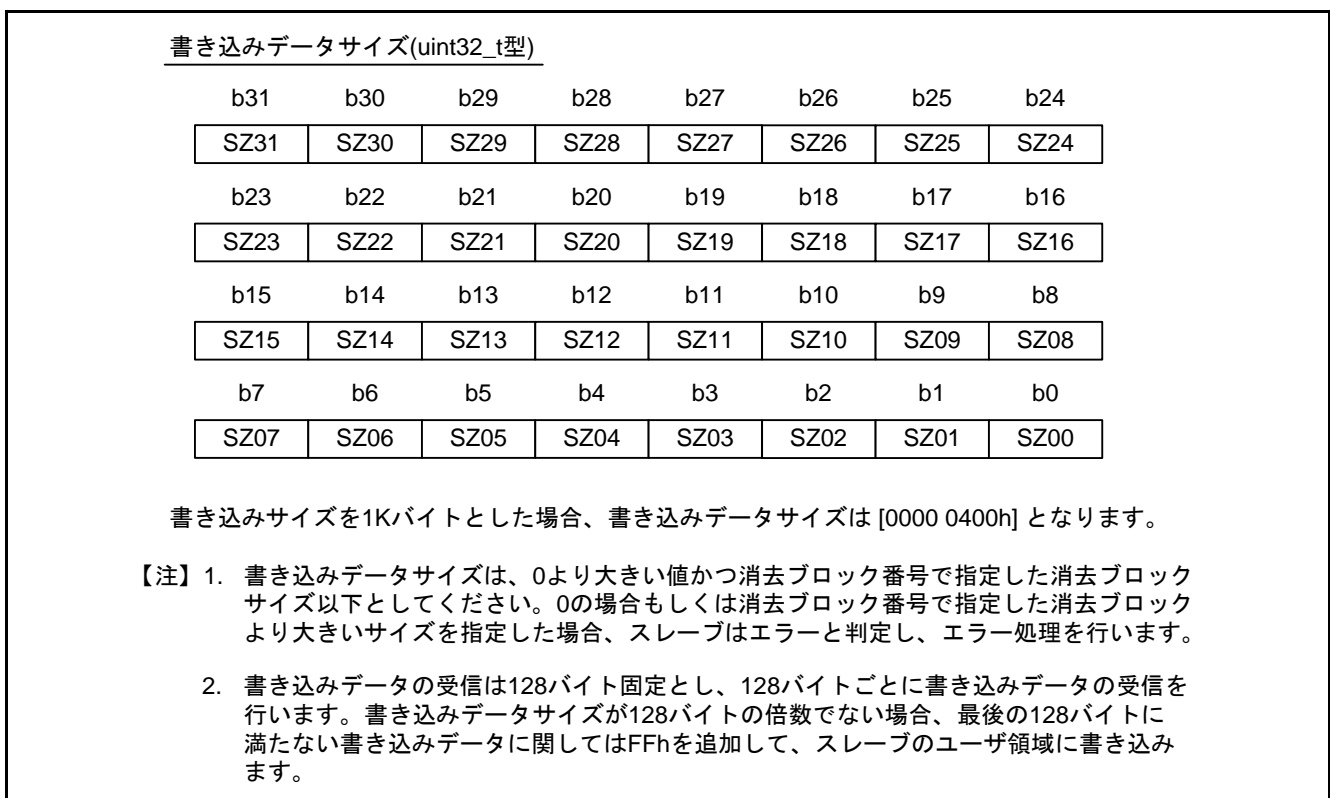 書き込みデータサイズ(uint32_t型)
b31 b30 b29 b28 b27 b26 b25 b24
SZ31 SZ30 SZ29 SZ28 SZ27 SZ26 SZ25 SZ24
b23 b22 b21 b20 b19 b18 b17 b16
SZ23 SZ22 SZ21 SZ20 SZ19 SZ18 SZ17 SZ16
b15 b14 b13 b12 b11 b10 b9 b8
SZ15 SZ14 SZ13 SZ12 SZ11 SZ10 SZ09 SZ08
b7 b6 b5 b4 b3 b2 b1 b0
SZ07 SZ06 SZ05 SZ04 SZ03 SZ02 SZ01 SZ00
書き込みサイズを1Kバイトとした場合、書き込みデータサイズは [0000 0400h] となります。
【注】1. 書き込みデータサイズは、0より大きい値かつ消去ブロック番号で指定した消去ブロック
サイズ以下としてください。0の場合もしくは消去ブロック番号で指定した消去ブロック
より大きいサイズを指定した場合、スレーブはエラーと判定し、エラー処理を行います。
2. 書き込みデータの受信は128バイト固定とし、128バイトごとに書き込みデータの受信を
行います。書き込みデータサイズが128バイトの倍数でない場合、最後の128バイトに
満たない書き込みデータに関してはFFhを追加して、スレーブのユーザ領域に書き込み
ます。